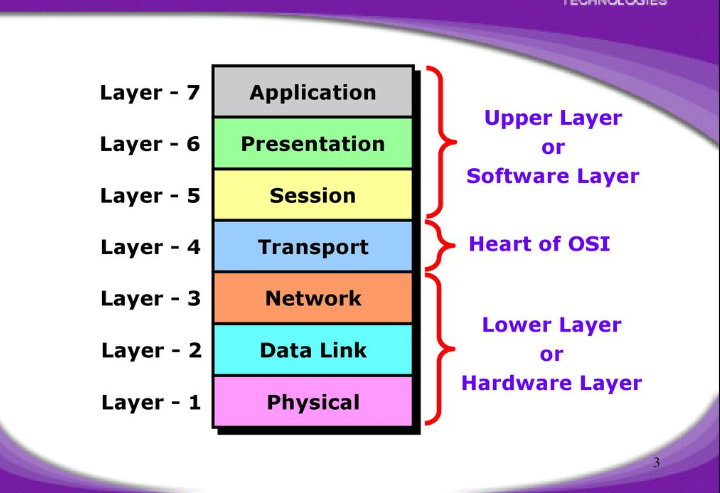 TECHNOLOGIES
Layer - 7 Application
Layer - 6 Presentation
Layer - 5 Session
Upper Layer
or
Software Layer
Layer - 4 Transport
Heart of OSI
Layer - 3 Network
Layer - 2 Data Link
Layer - 1 Physical
Lower Layer
or
Hardware Layer
3